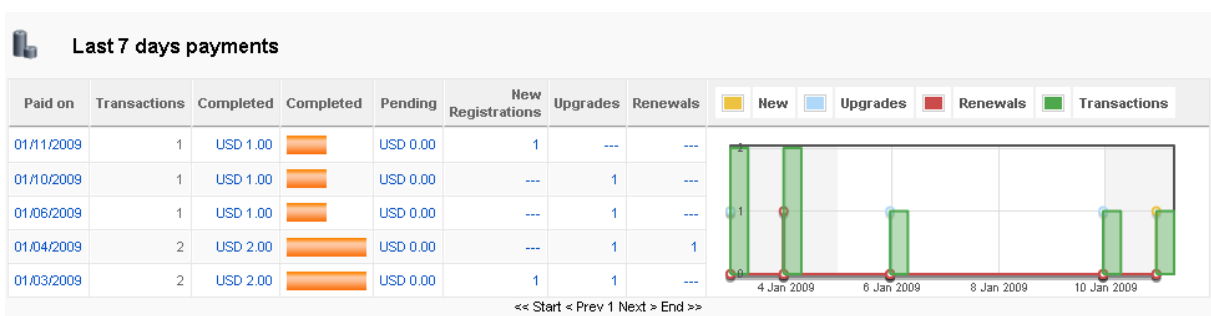 Last 7 days payments
Paid on Transactions Completed Completed Pending New Registrations Upgrades Renewals
New Upgrades Renewals Transactions
01/11/2009 1 USD 1.00 USD 0.00 1 --- ---
01/10/2009 1 USD 1.00 USD 0.00 --- 1 ---
01/06/2009 1 USD 1.00 USD 0.00 --- 1 ---
01/04/2009 2 USD 2.00 USD 0.00 --- 1 1
01/03/2009 2 USD 2.00 USD 0.00 1 1 ---
2
1
0
4 Jan 2009 6 Jan 2009 8 Jan 2009 10 Jan 2009
<< Start < Prev 1 Next > End >>